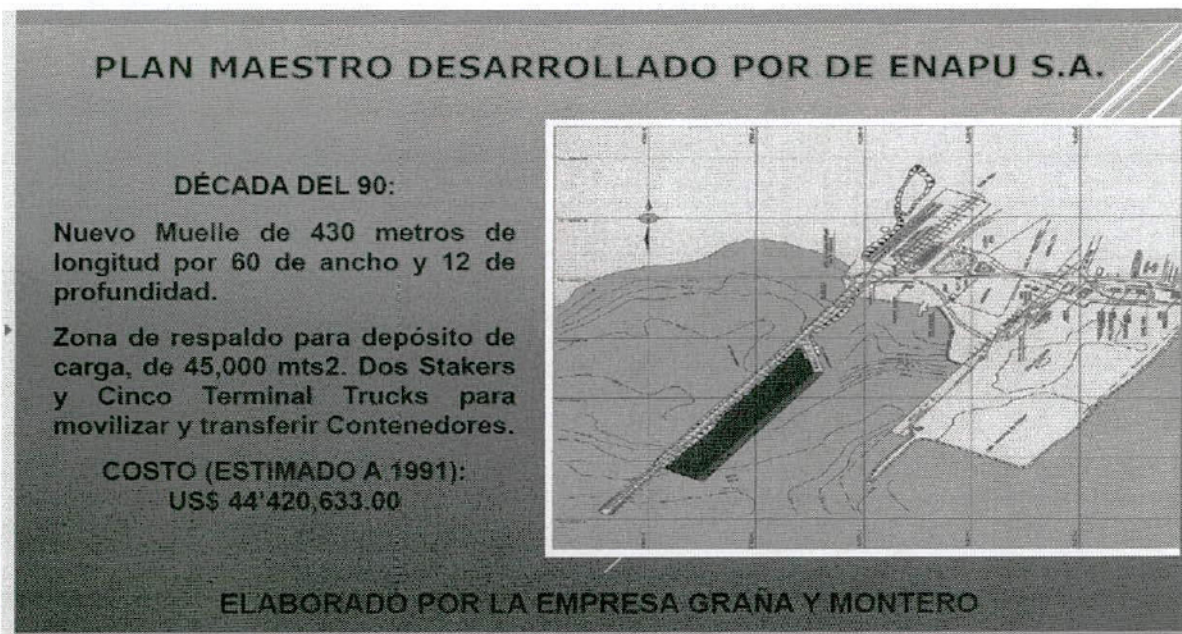 PLAN MAESTRO DESARROLLADO POR DE ENAPU S.A.
DÉCADA DEL 90:
Nuevo Muelle de 430 metros de
longitud por 60 de ancho y 12 de
profundidad.
Zona de respaldo para depósito de
carga, de 45,000 mts2. Dos Stakers
y Cinco Terminal Trucks para
movilizar y transferir Contenedores.
COSTO (ESTIMADO A 1991):
US$ 44'420,633.00
ELABORADO POR LA EMPRESA GRAÑA Y MONTERO